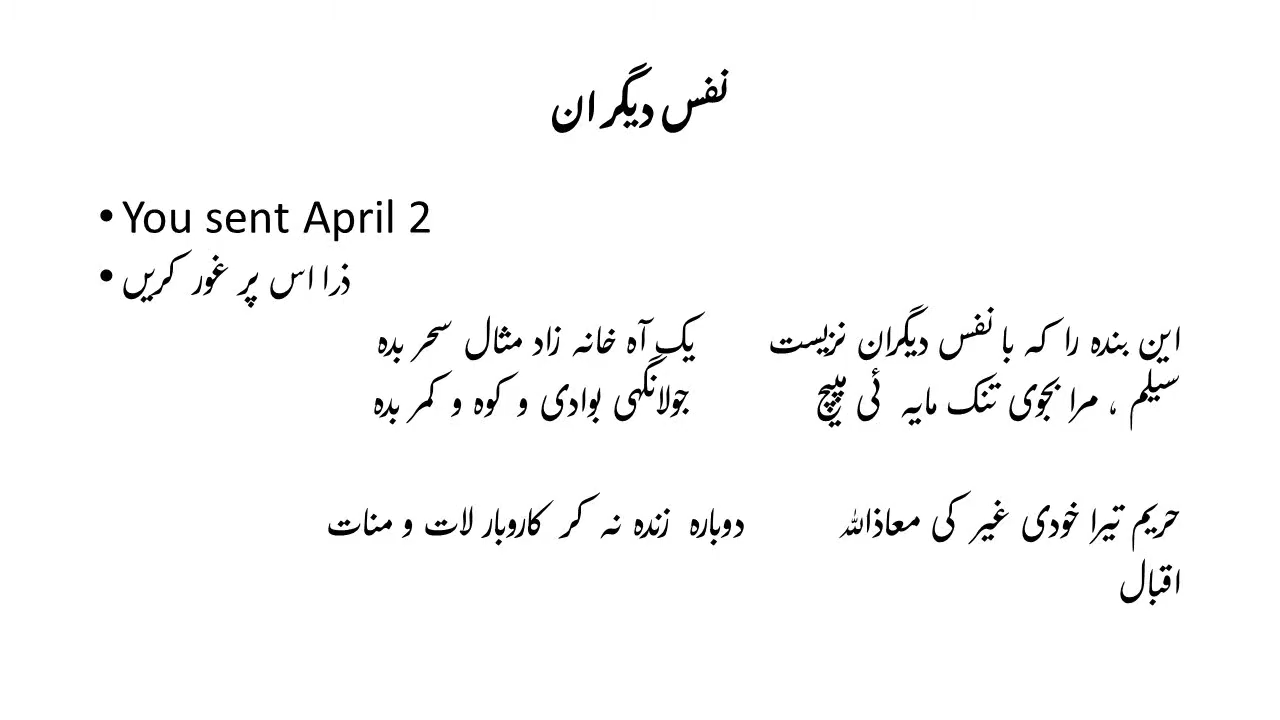 نفس دیگران
• You sent April 2
• ذرا اس پر غور کریں
این بندہ را کہ با نفس دیگران نزیست یک آہ خانہ زاد مثال سحر بدہ
سیلم ، مرا بجوی تنک مایہ ئی مپیچ جولانگہی بوادی و کوہ و کمر بدہ
حریم تیرا خودی غیر کی معاذاللہ دوبارہ زندہ نہ کر کاروبار لات و منات
اقبال